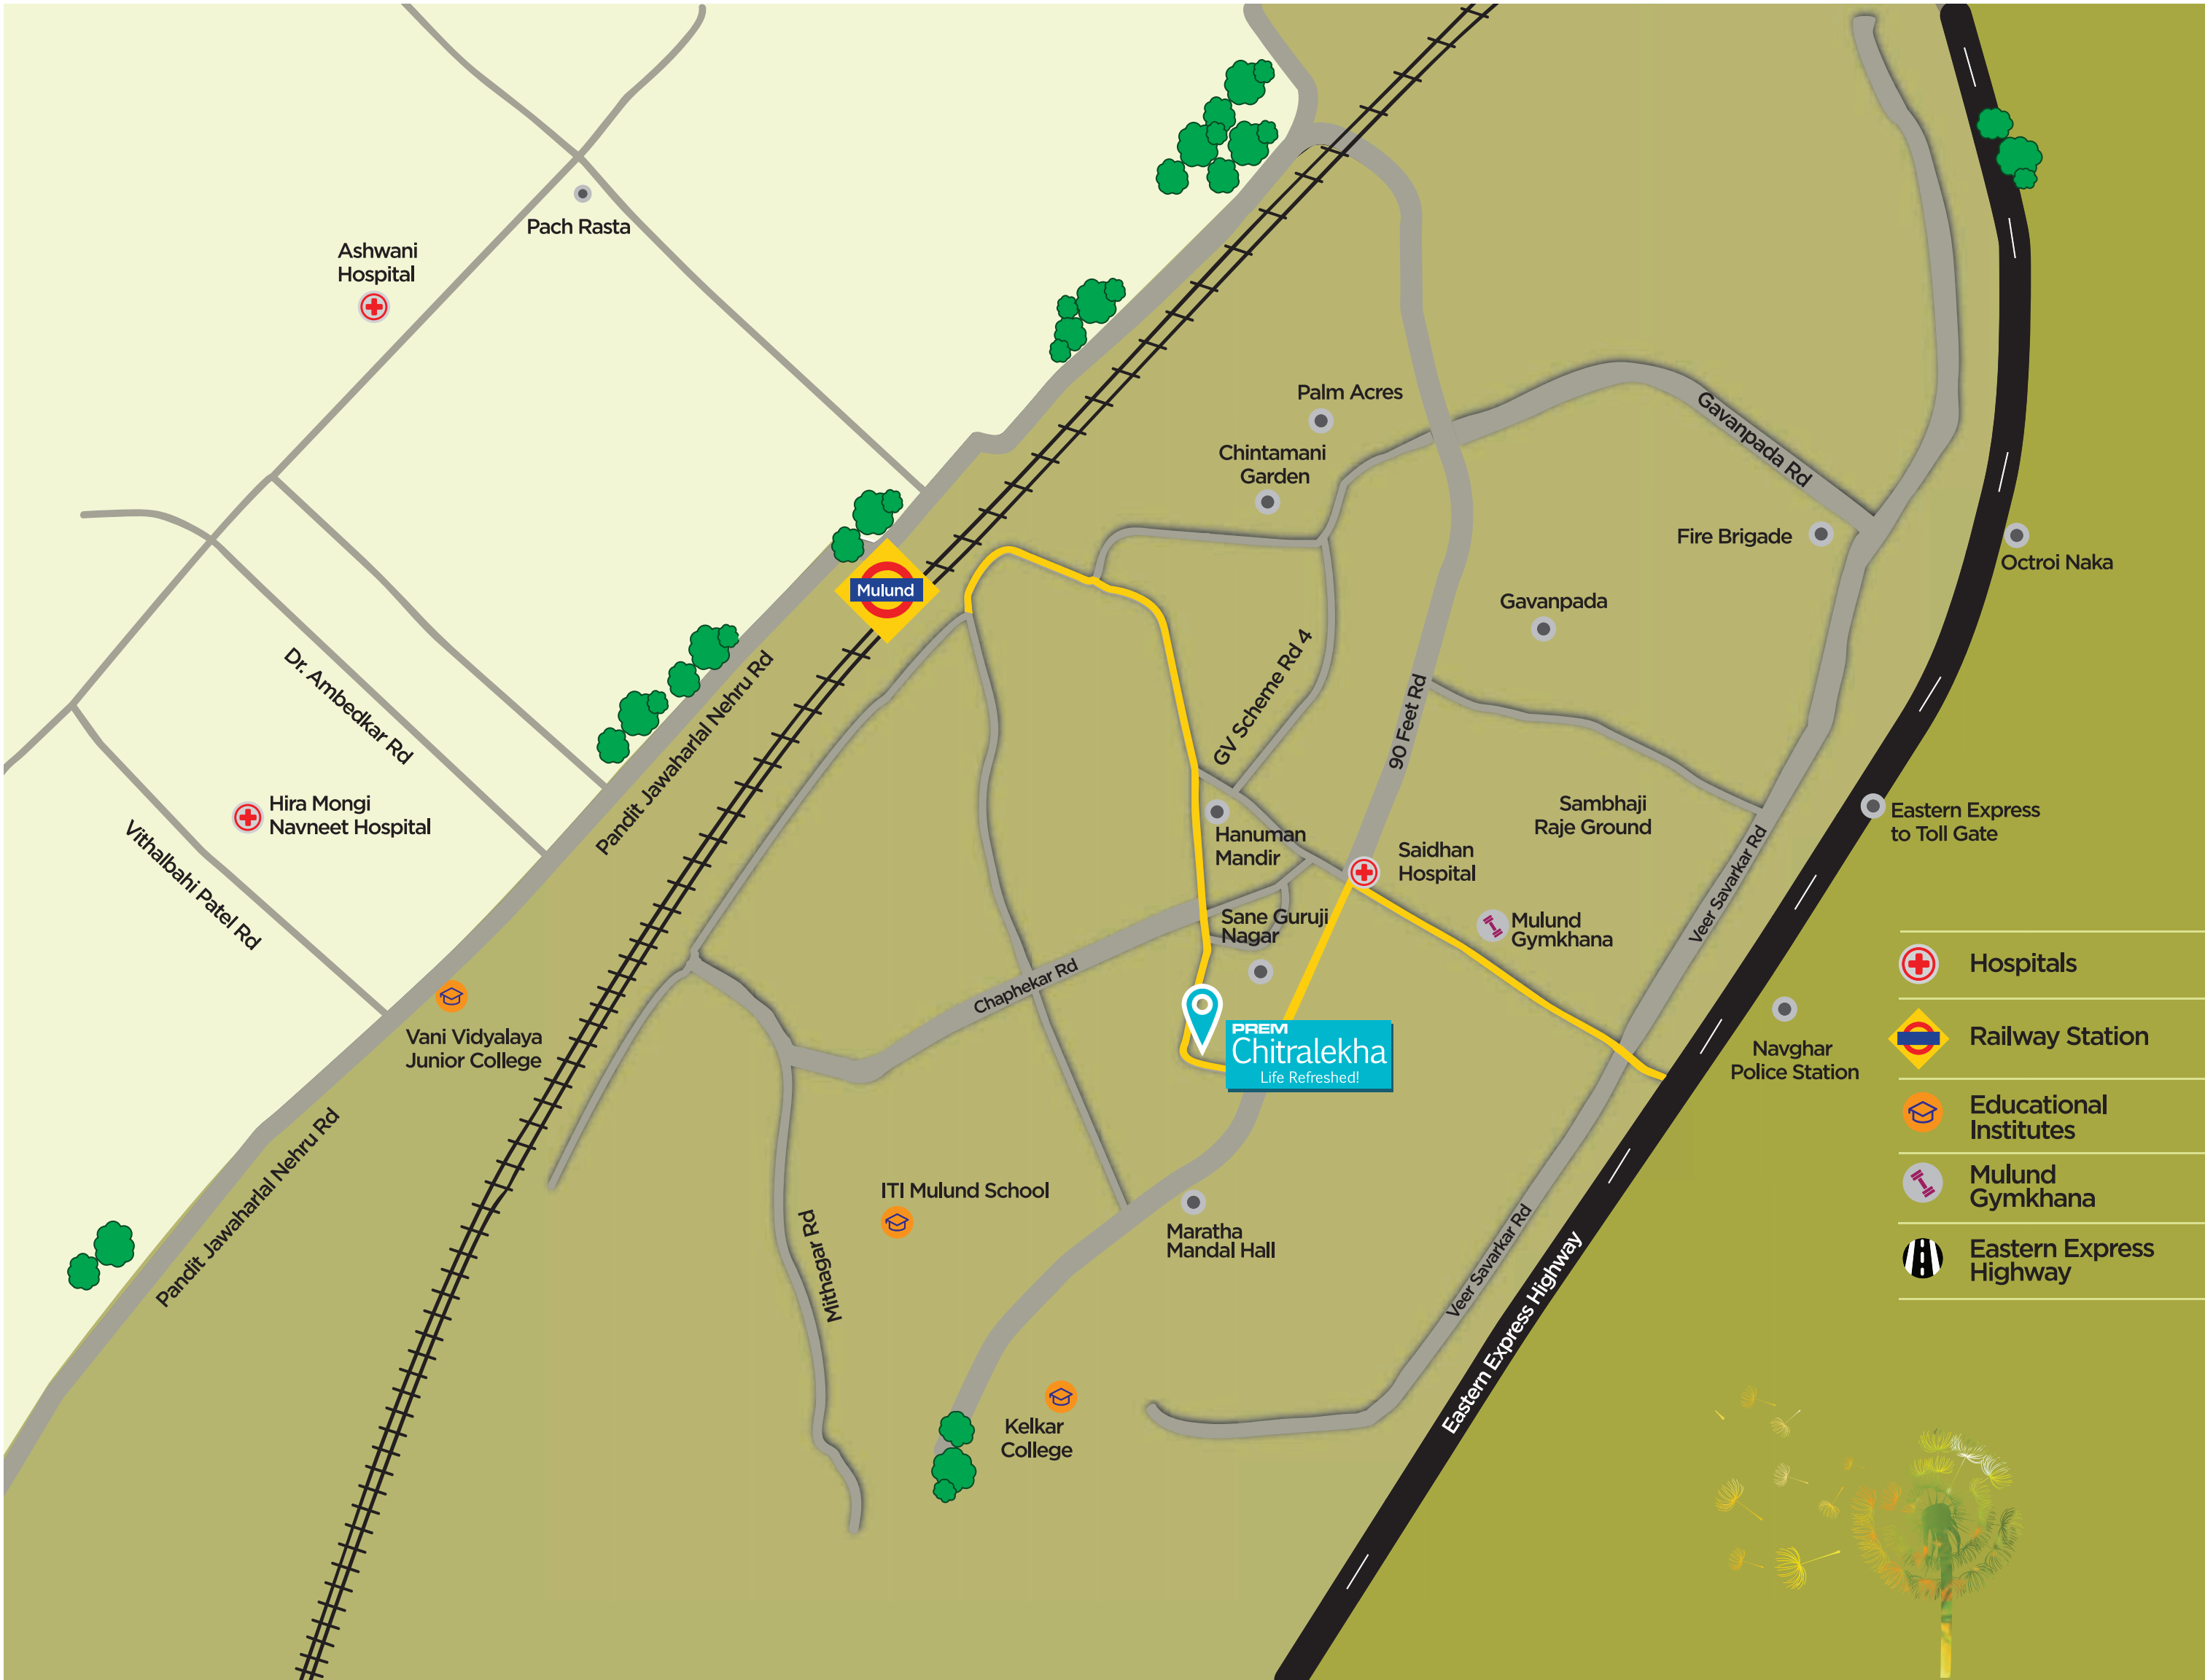 Pach Rasta
Ashwani
Hospital
Palm Acres
Chintamani
Garden
Gavanpada Rd
Fire Brigade
Octroi Naka
Mulund
Gavanpada
Dr. Ambedkar Rd
Pandit Jawaharlal Nehru Rd
GV Scheme Rd 4
90 Feet Rd
Hira Mongi
Navneet Hospital
Vithalbahi Patel Rd
Hanuman
Mandir
Sambhaji
Raje Ground
Eastern Express
to Toll Gate
Saidhan
Hospital
Veer Savarkar Rd
Sane Guruji
Nagar
Mulund
Gymkhana
Chaphekar Rd
Vani Vidyalaya
Junior College
PREM
Chitralekha
Life Refreshed!
Navghar
Police Station
Pandit Jawaharlal Nehru Rd
ITI Mulund School
Mithagar Rd
Maratha
Mandal Hall
Veer Savarkar Rd
Eastern Express Highway
Kelkar
College
Hospitals
Railway Station
Educational
Institutes
Mulund
Gymkhana
Eastern Express
Highway